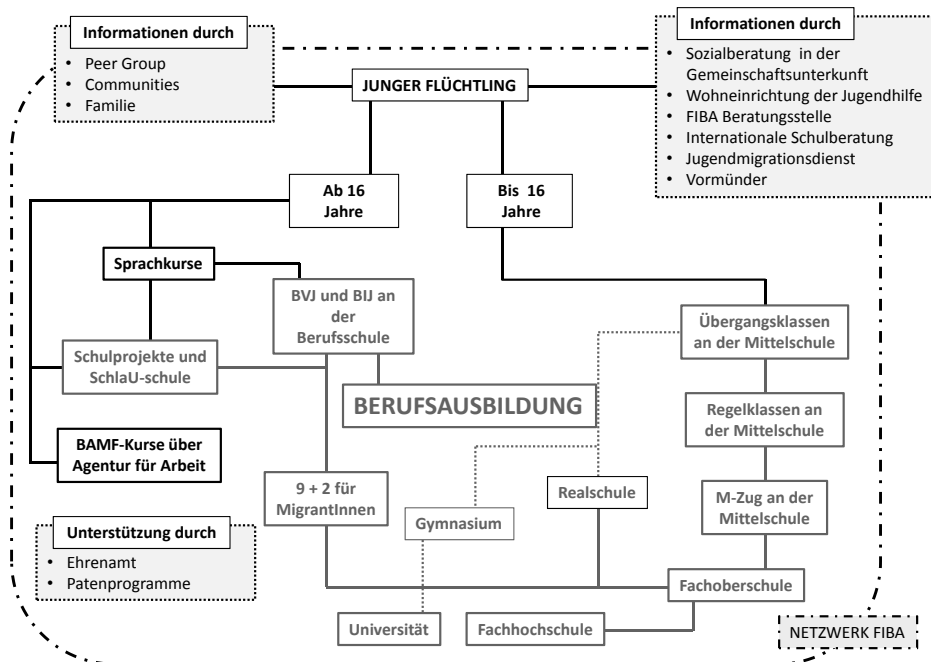 Informationen durch
• Peer Group
• Communities
• Familie
JUNGER FLÜCHTLING
Informationen durch
• Sozialberatung in der
Gemeinschaftsunterkunft
• Wohneinrichtung der Jugendhilfe
• FIBA Beratungsstelle
• Internationale Schulberatung
• Jugendmigrationsdienst
• Vormünder
Ab 16
Jahre
Bis 16
Jahre
Sprachkurse
BVJ und BIJ an
der
Berufsschule
Übergangsklassen
an der Mittelschule
Schulprojekte und
SchlaU-schule
BERUFSAUSBILDUNG
Regelklassen an
der Mittelschule
BAMF-Kurse über
Agentur für Arbeit
9 + 2 für
MigrantInnen
Gymnasium
Realschule
M-Zug an der
Mittelschule
Unterstützung durch
• Ehrenamt
• Patenprogramme
Fachoberschule
Universität
Fachhochschule
NETZWERK FIBA